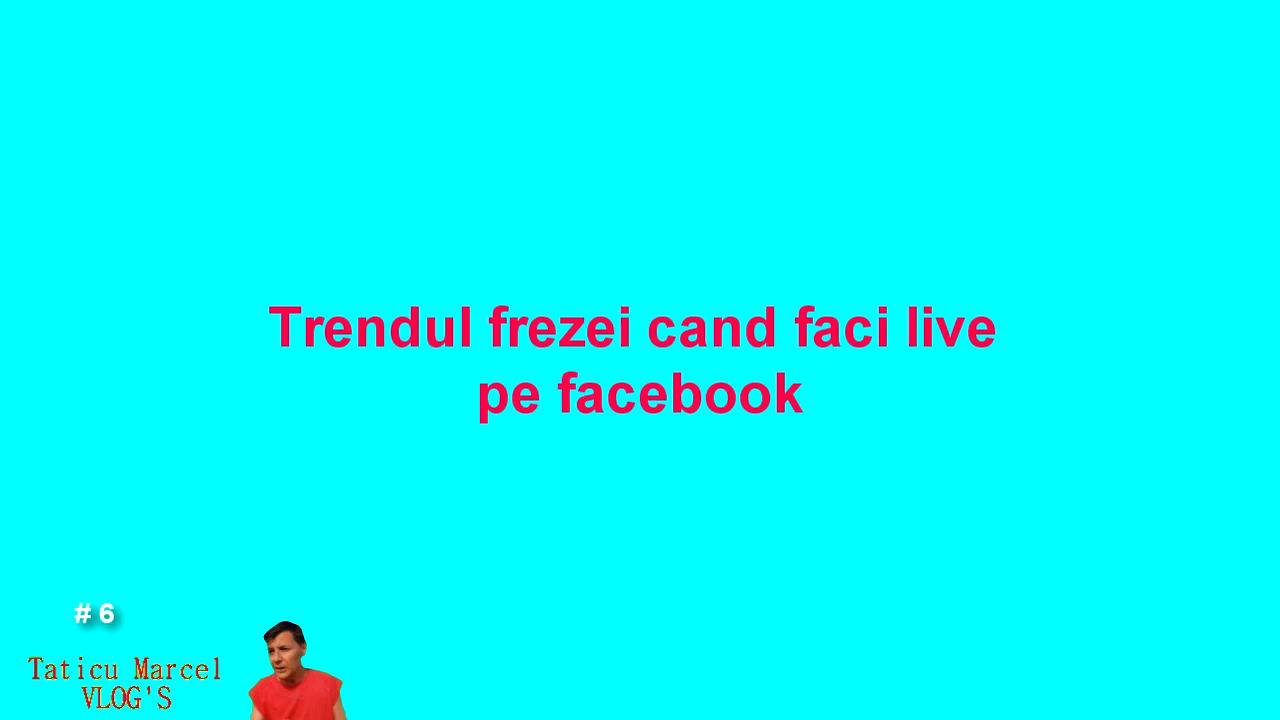 Trendul frezei cand faci live
pe facebook
# 6
Taticu Marcel
VLOG'S